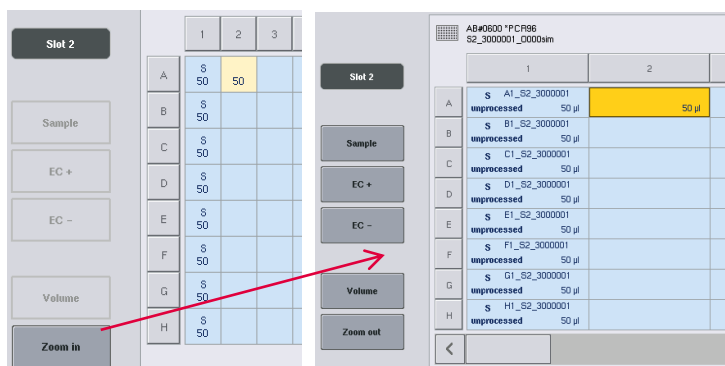 Slot 2
Sample
EC +
EC -
Volume
Zoom in
1 2 3
A S 50 50
B S 50
C S 50
D S 50
E S 50
F S 50
G S 50
H S 50
AB#0600 *PCR96
S2_3000001_0000sim
Slot 2
Sample
EC +
EC -
Volume
Zoom out
1 2
A S A1_S2_3000001
unprocessed 50 µl 50 µl
B S B1_S2_3000001
unprocessed 50 µl
C S C1_S2_3000001
unprocessed 50 µl
D S D1_S2_3000001
unprocessed 50 µl
E S E1_S2_3000001
unprocessed 50 µl
F S F1_S2_3000001
unprocessed 50 µl
G S G1_S2_3000001
unprocessed 50 µl
H S H1_S2_3000001
unprocessed 50 µl